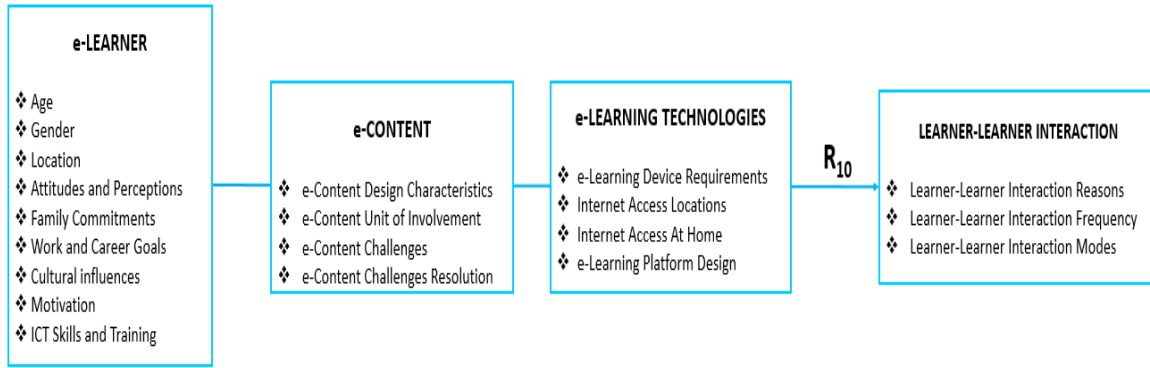 e-LEARNER
❖ Age
❖ Gender
❖ Location
❖ Attitudes and Perceptions
❖ Family Commitments
❖ Work and Career Goals
❖ Cultural influences
❖ Motivation
❖ ICT Skills and Training
e-CONTENT
❖ e-Content Design Characteristics
❖ e-Content Unit of Involvement
❖ e-Content Challenges
❖ e-Content Challenges Resolution
e-LEARNING TECHNOLOGIES
❖ e-Learning Device Requirements
❖ Internet Access Locations
❖ Internet Access At Home
❖ e-Learning Platform Design
R10
LEARNER-LEARNER INTERACTION
❖ Learner-Learner Interaction Reasons
❖ Learner-Learner Interaction Frequency
❖ Learner-Learner Interaction Modes